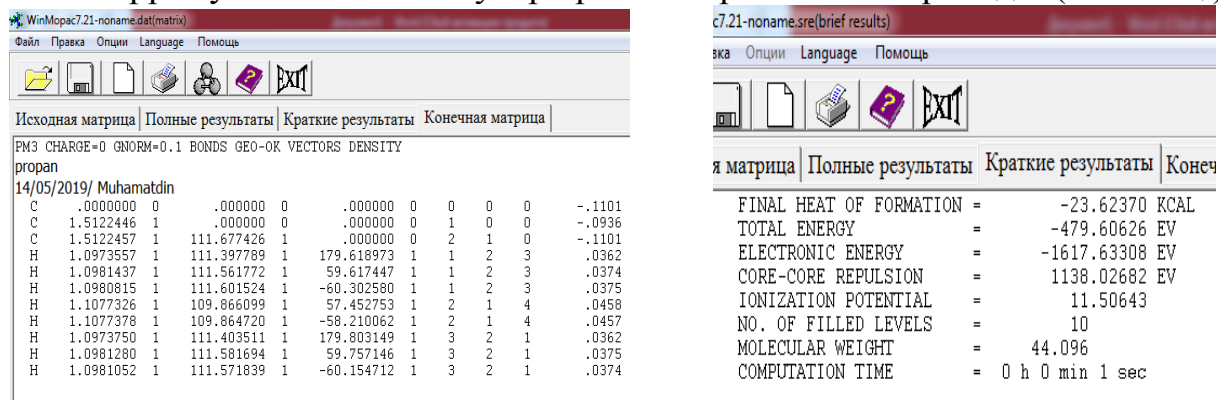 WinMopac7.21-noname.dat(matrix)
Файл Правка Опции Language Помощь
EXIT
Исходная матрица Полные результаты Краткие результаты Конечная матрица
PM3 CHARGE=0 GNORM=0.1 BONDS GEO-OK VECTORS DENSITY
propan
14/05/2019/ Muhamatdin
C .0000000 0 .000000 0 .000000 0 0 0 0 -.1101
C 1.5122446 1 .000000 0 .000000 0 1 0 0 -.0936
C 1.5122457 1 111.677426 1 .000000 0 2 1 0 -.1101
H 1.0973557 1 111.397789 1 179.618973 1 1 2 3 .0362
H 1.0981437 1 111.561772 1 59.617447 1 1 2 3 .0374
H 1.0980815 1 111.601524 1 -60.302580 1 1 2 3 .0375
H 1.1077326 1 109.866099 1 57.452753 1 2 1 4 .0458
H 1.1077378 1 109.864720 1 -58.210062 1 2 1 4 .0457
H 1.0973750 1 111.403511 1 179.803149 1 3 2 1 .0362
H 1.0981280 1 111.581694 1 59.757146 1 3 2 1 .0375
H 1.0981052 1 111.571839 1 -60.154712 1 3 2 1 .0374
c7.21-noname.sre(brief results)
вка Опции Language Помощь
EXIT
я матрица Полные результаты Краткие результаты Конеч
FINAL HEAT OF FORMATION = -23.62370 KCAL
TOTAL ENERGY = -479.60626 EV
ELECTRONIC ENERGY = -1617.63308 EV
CORE-CORE REPULSION = 1138.02682 EV
IONIZATION POTENTIAL = 11.50643
NO. OF FILLED LEVELS = 10
MOLECULAR WEIGHT = 44.096
COMPUTATION TIME = 0 h 0 min 1 sec